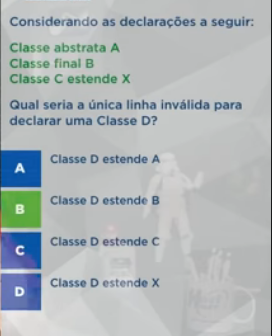 Considerando as declarações a seguir:
Classe abstrata A
Classe final B
Classe C estende X
Qual seria a única linha inválida para
declarar uma Classe D?
A Classe D estende A
B Classe D estende B
C Classe D estende C
D Classe D estende X